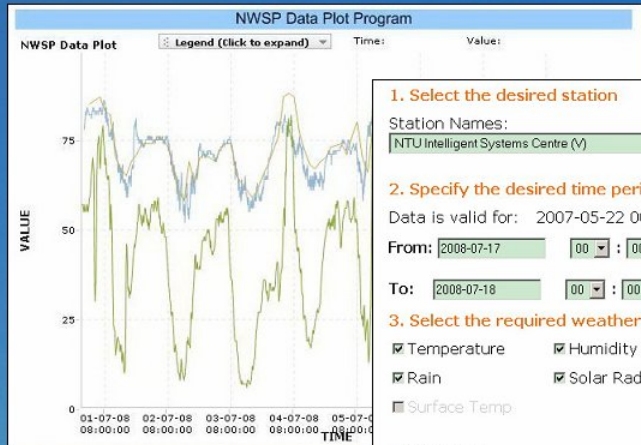 NWSP Data Plot Program
NWSP Data Plot
Legend (Click to expand)
Time:
Value:
VALUE
75
50
25
0
01-07-08 02-07-08 03-07-08 04-07-08 05-07-0
08:00:00 08:00:00 08:00:00 08:00:00 08:00:0
TIME
1. Select the desired station
Station Names:
NTU Intelligent Systems Centre (V)
2. Specify the desired time peri
Data is valid for: 2007-05-22 0
From: 2008-07-17 00 : 00
To: 2008-07-18 00 : 00
3. Select the required weather
Temperature Humidity
Rain Solar Rad
Surface Temp